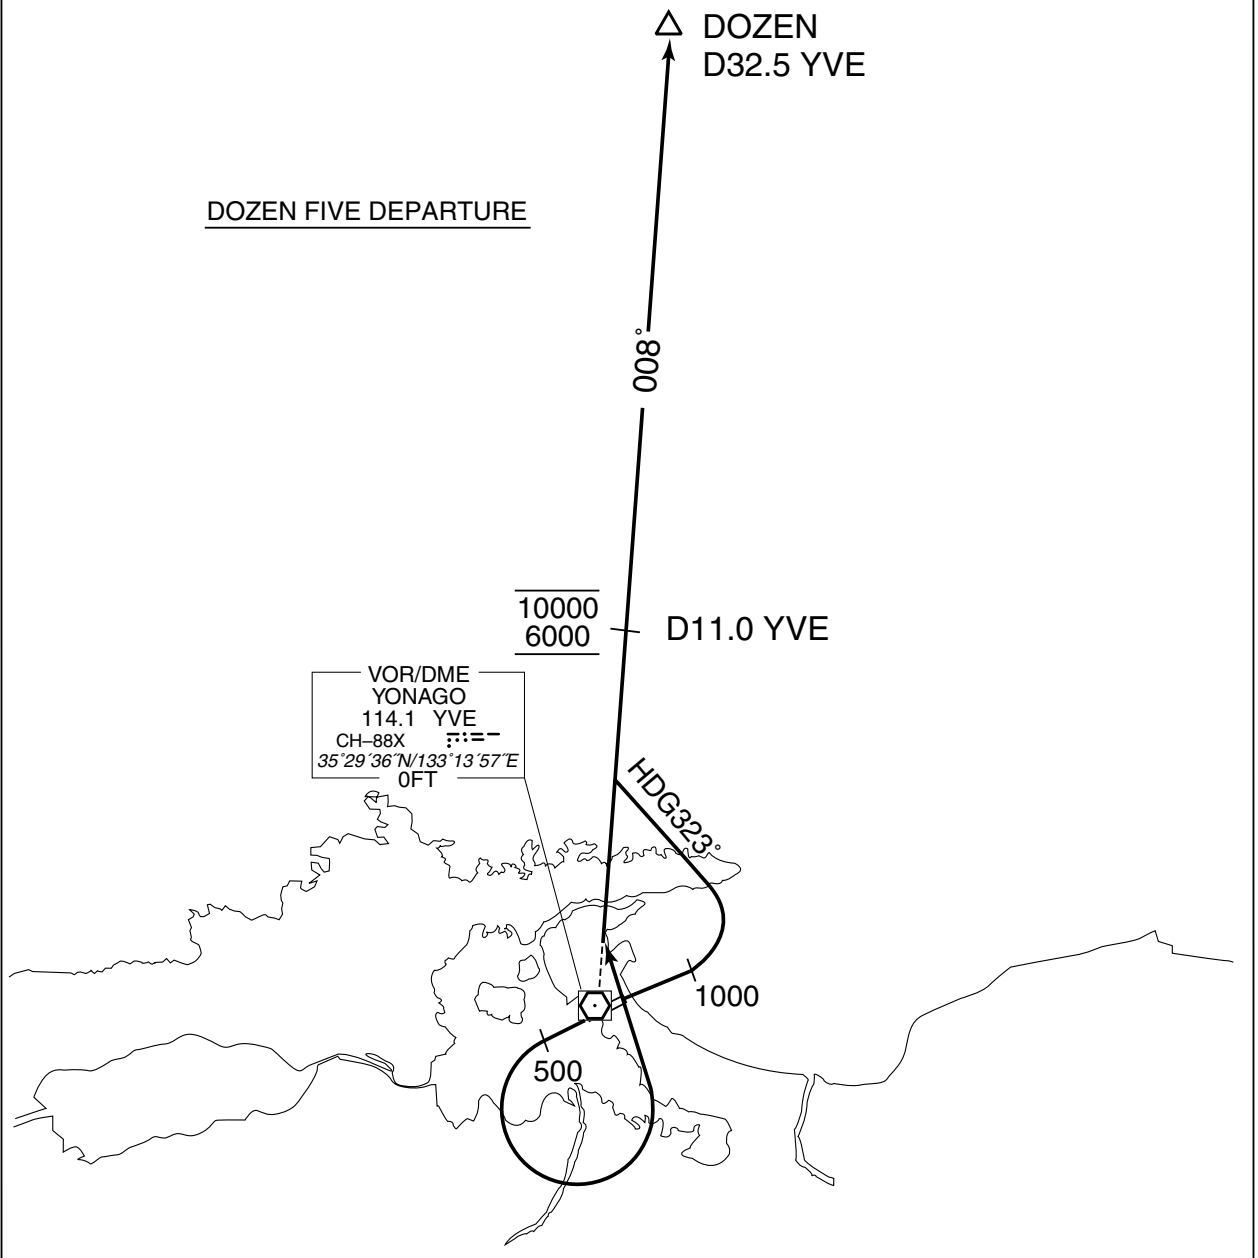 DOZEN
D32.5 YVE
DOZEN FIVE DEPARTURE
008°
10000
6000
D11.0 YVE
VOR/DME
YONAGO
114.1 YVE
CH–88X
35°29´36˝N/133°13´57˝E
0FT
HDG323°
1000
500